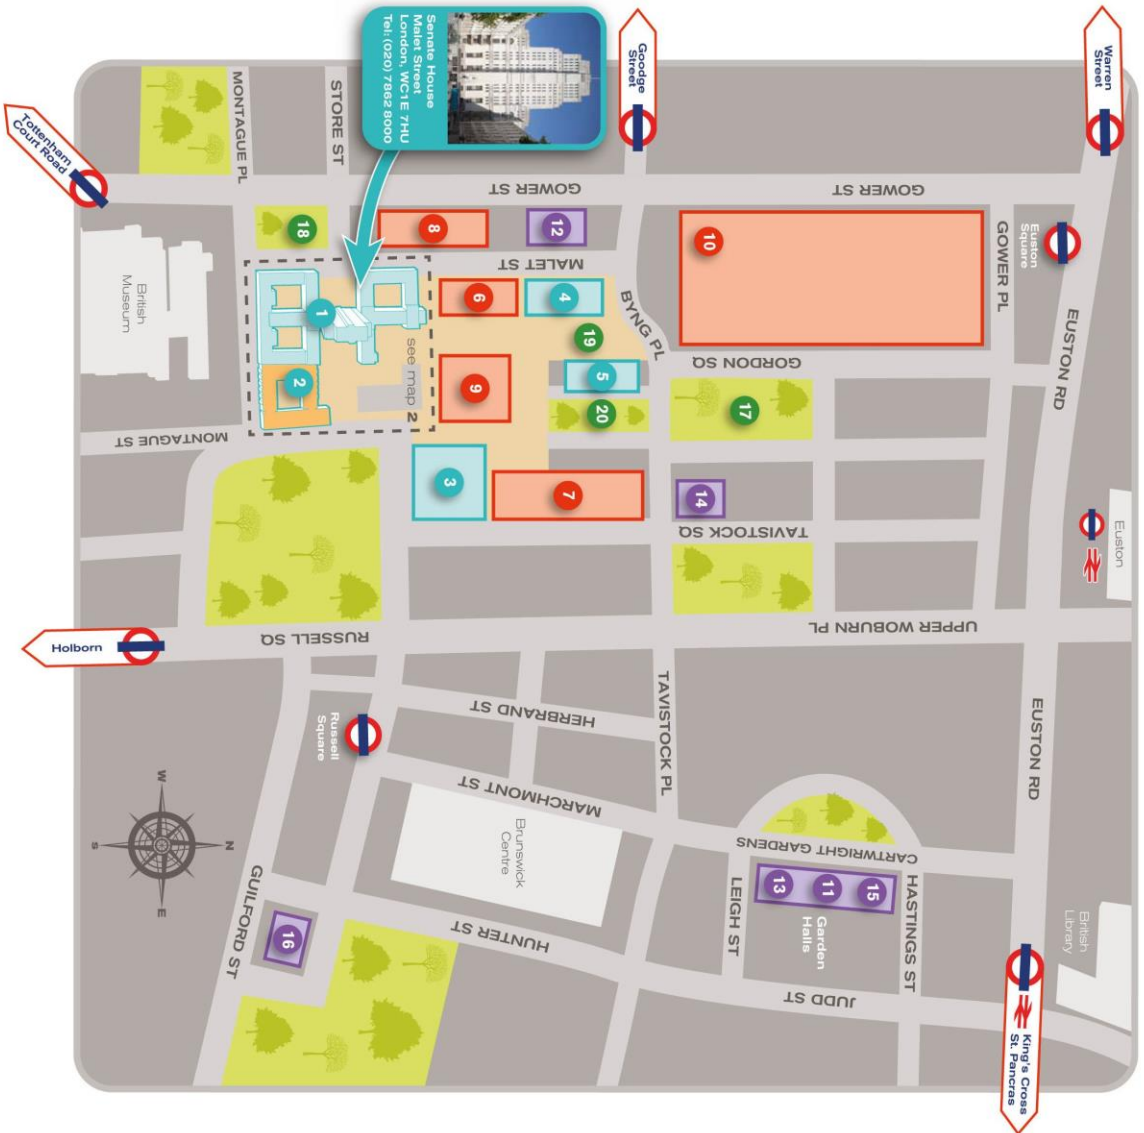 Warren
Street
Goodge
Street
Senate House
Malet Street
London, WC1E 7HU
Tel: (020) 7862 8000
STORE ST
MONTAGUE PL
Tottenham
Court Road
GOWER ST
GOWER ST
Euston
Square
GOWER PL
EUSTON RD
18
8
12
10
MALET ST
BYNG PL
British
Museum
1
6
4
19
GORDON SQ
see map 2
2
9
5
20
17
MONTAGUE ST
3
7
14
TAVISTOCK SQ
Euston
Holborn
RUSSELL SQ
UPPER WOBURN PL
Russell
Square
HERBRAND ST
TAVISTOCK PL
EUSTON RD
MARCHMONT ST
Brunswick
Centre
CARTWRIGHT GARDENS
13
11
15
Garden
Halls
LEIGH ST
HASTINGS ST
British
Library
W
N
S
E
GUILFORD ST
16
HUNTER ST
JUDD ST
King's Cross
St. Pancras